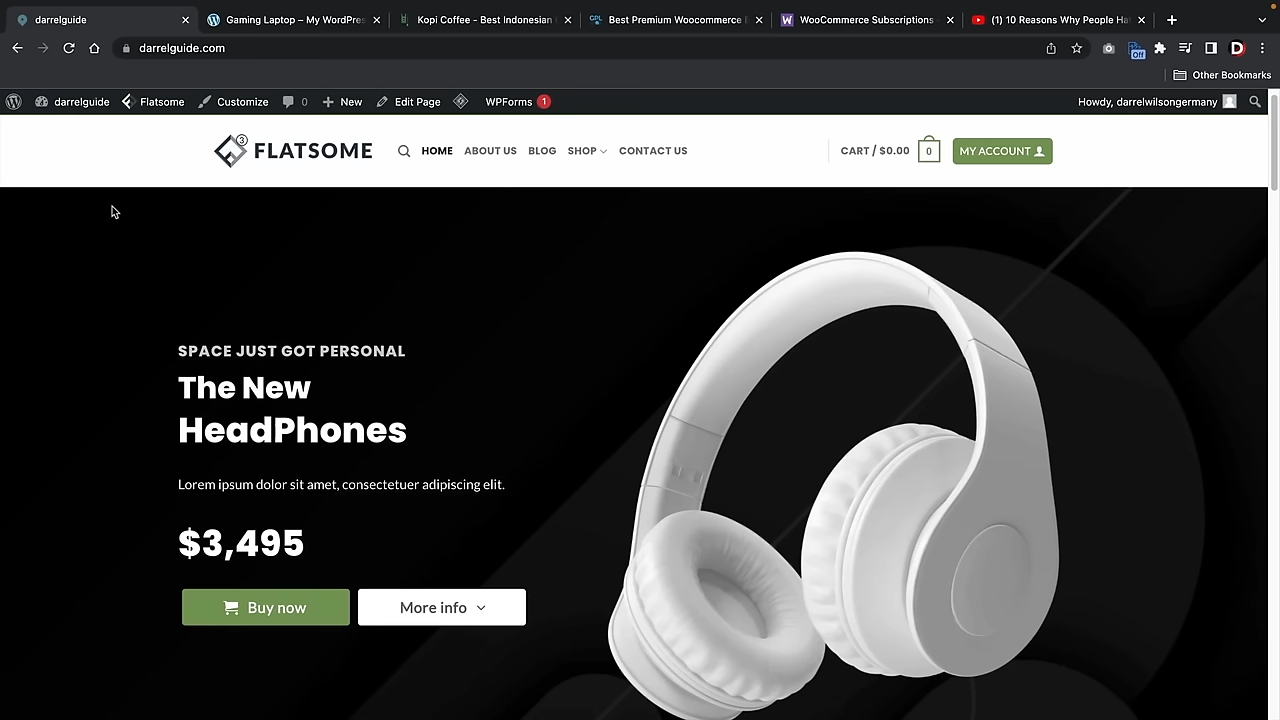 darrelguide
Gaming Laptop – My WordPres
Kopi Coffee – Best Indonesian
GPL Best Premium Woocommerce
W WooCommerce Subscriptions
(1) 10 Reasons Why People Ha
darrelguide.com
Off
D
Other Bookmarks
darrelguide
Flatsome
Customize
0
New
Edit Page
WPForms 1
Howdy, darrelwilsongermany
3
FLATSOME
HOME
ABOUT US
BLOG
SHOP
CONTACT US
CART / $0.00
0
MY ACCOUNT
SPACE JUST GOT PERSONAL
The New
HeadPhones
Lorem ipsum dolor sit amet, consectetuer adipiscing elit.
$3,495
Buy now
More info